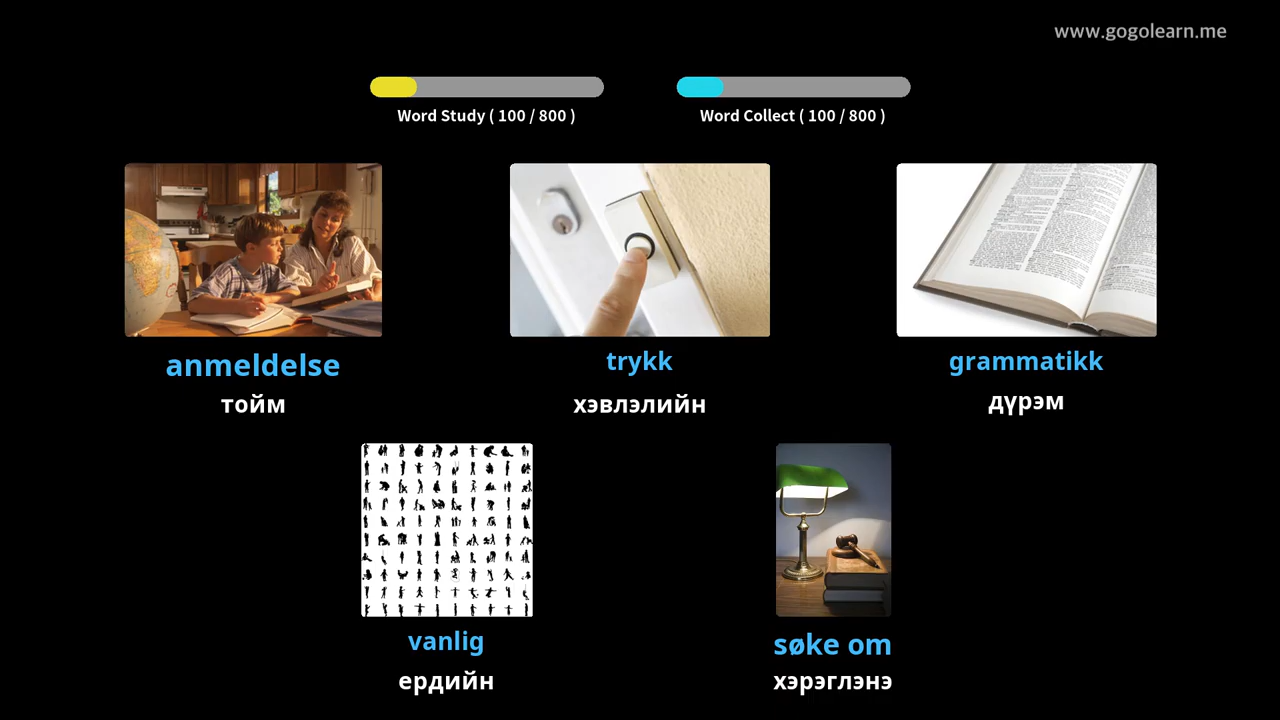 www.gogolearn.me
Word Study ( 100 / 800 )
Word Collect ( 100 / 800 )
anmeldelse
тойм
trykk
хэвлэлийн
grammatikk
дүрэм
vanlig
ердийн
søke om
хэрэглэнэ